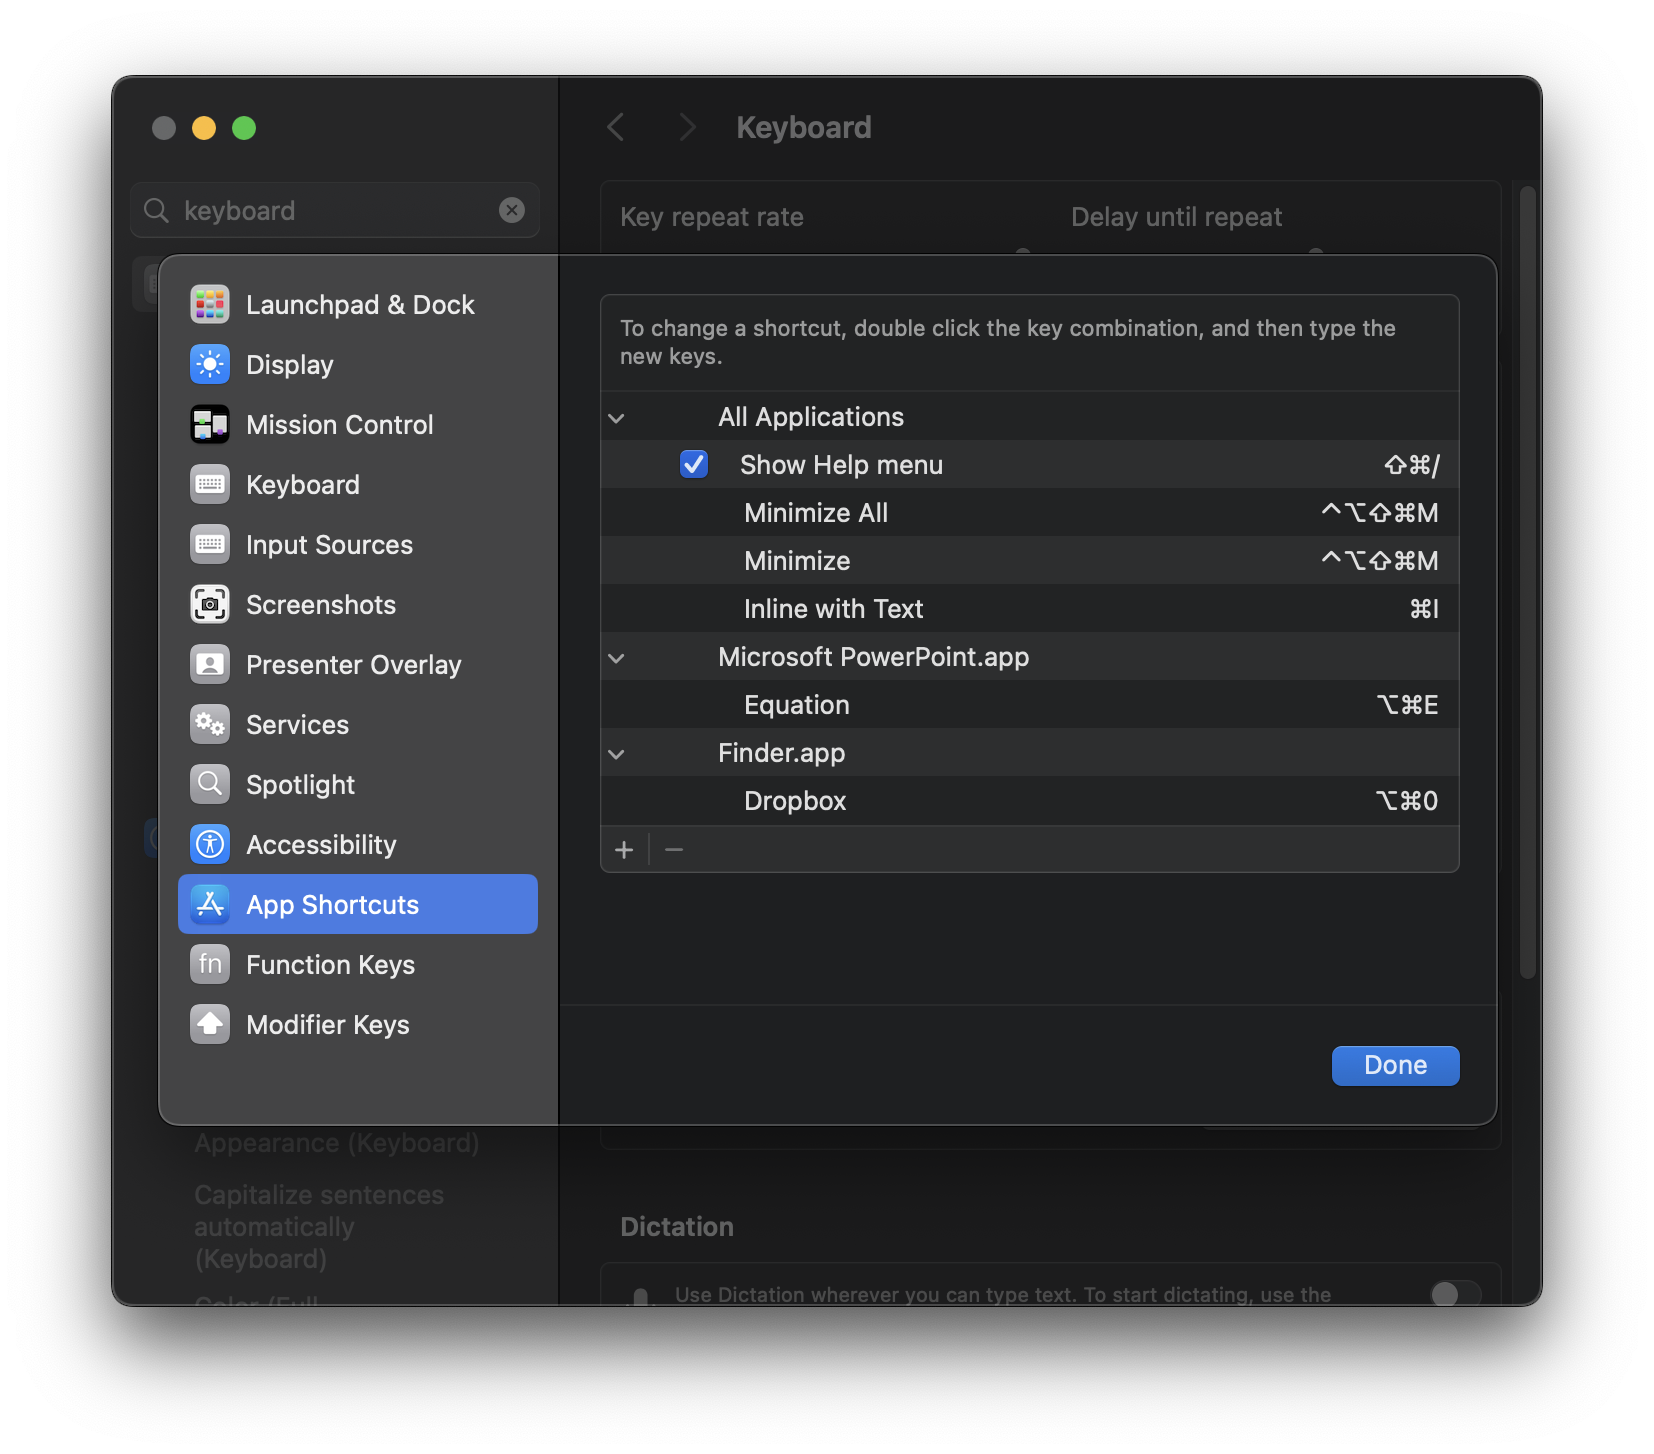 Keyboard
keyboard
Key repeat rate
Delay until repeat
Launchpad & Dock
Display
Mission Control
Keyboard
Input Sources
Screenshots
Presenter Overlay
Services
Spotlight
Accessibility
App Shortcuts
fn Function Keys
Modifier Keys
To change a shortcut, double click the key combination, and then type the
new keys.
All Applications
Show Help menu ⇧⌘/
Minimize All ^⌥⇧⌘M
Minimize ^⌥⇧⌘M
Inline with Text ⌘I
Microsoft PowerPoint.app
Equation ⌥⌘E
Finder.app
Dropbox ⌥⌘0
Done
Appearance (Keyboard)
Capitalize sentences
automatically
(Keyboard)
Color (Full
Dictation
Use Dictation wherever you can type text. To start dictating, use the